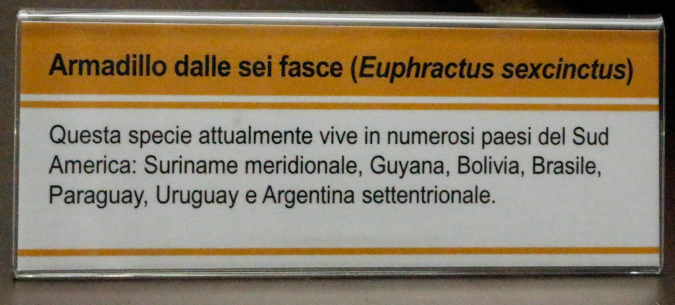 Armadillo dalle sei fasce (Euphractus sexcinctus)
Questa specie attualmente vive in numerosi paesi del Sud
America: Suriname meridionale, Guyana, Bolivia, Brasile,
Paraguay, Uruguay e Argentina settentrionale.